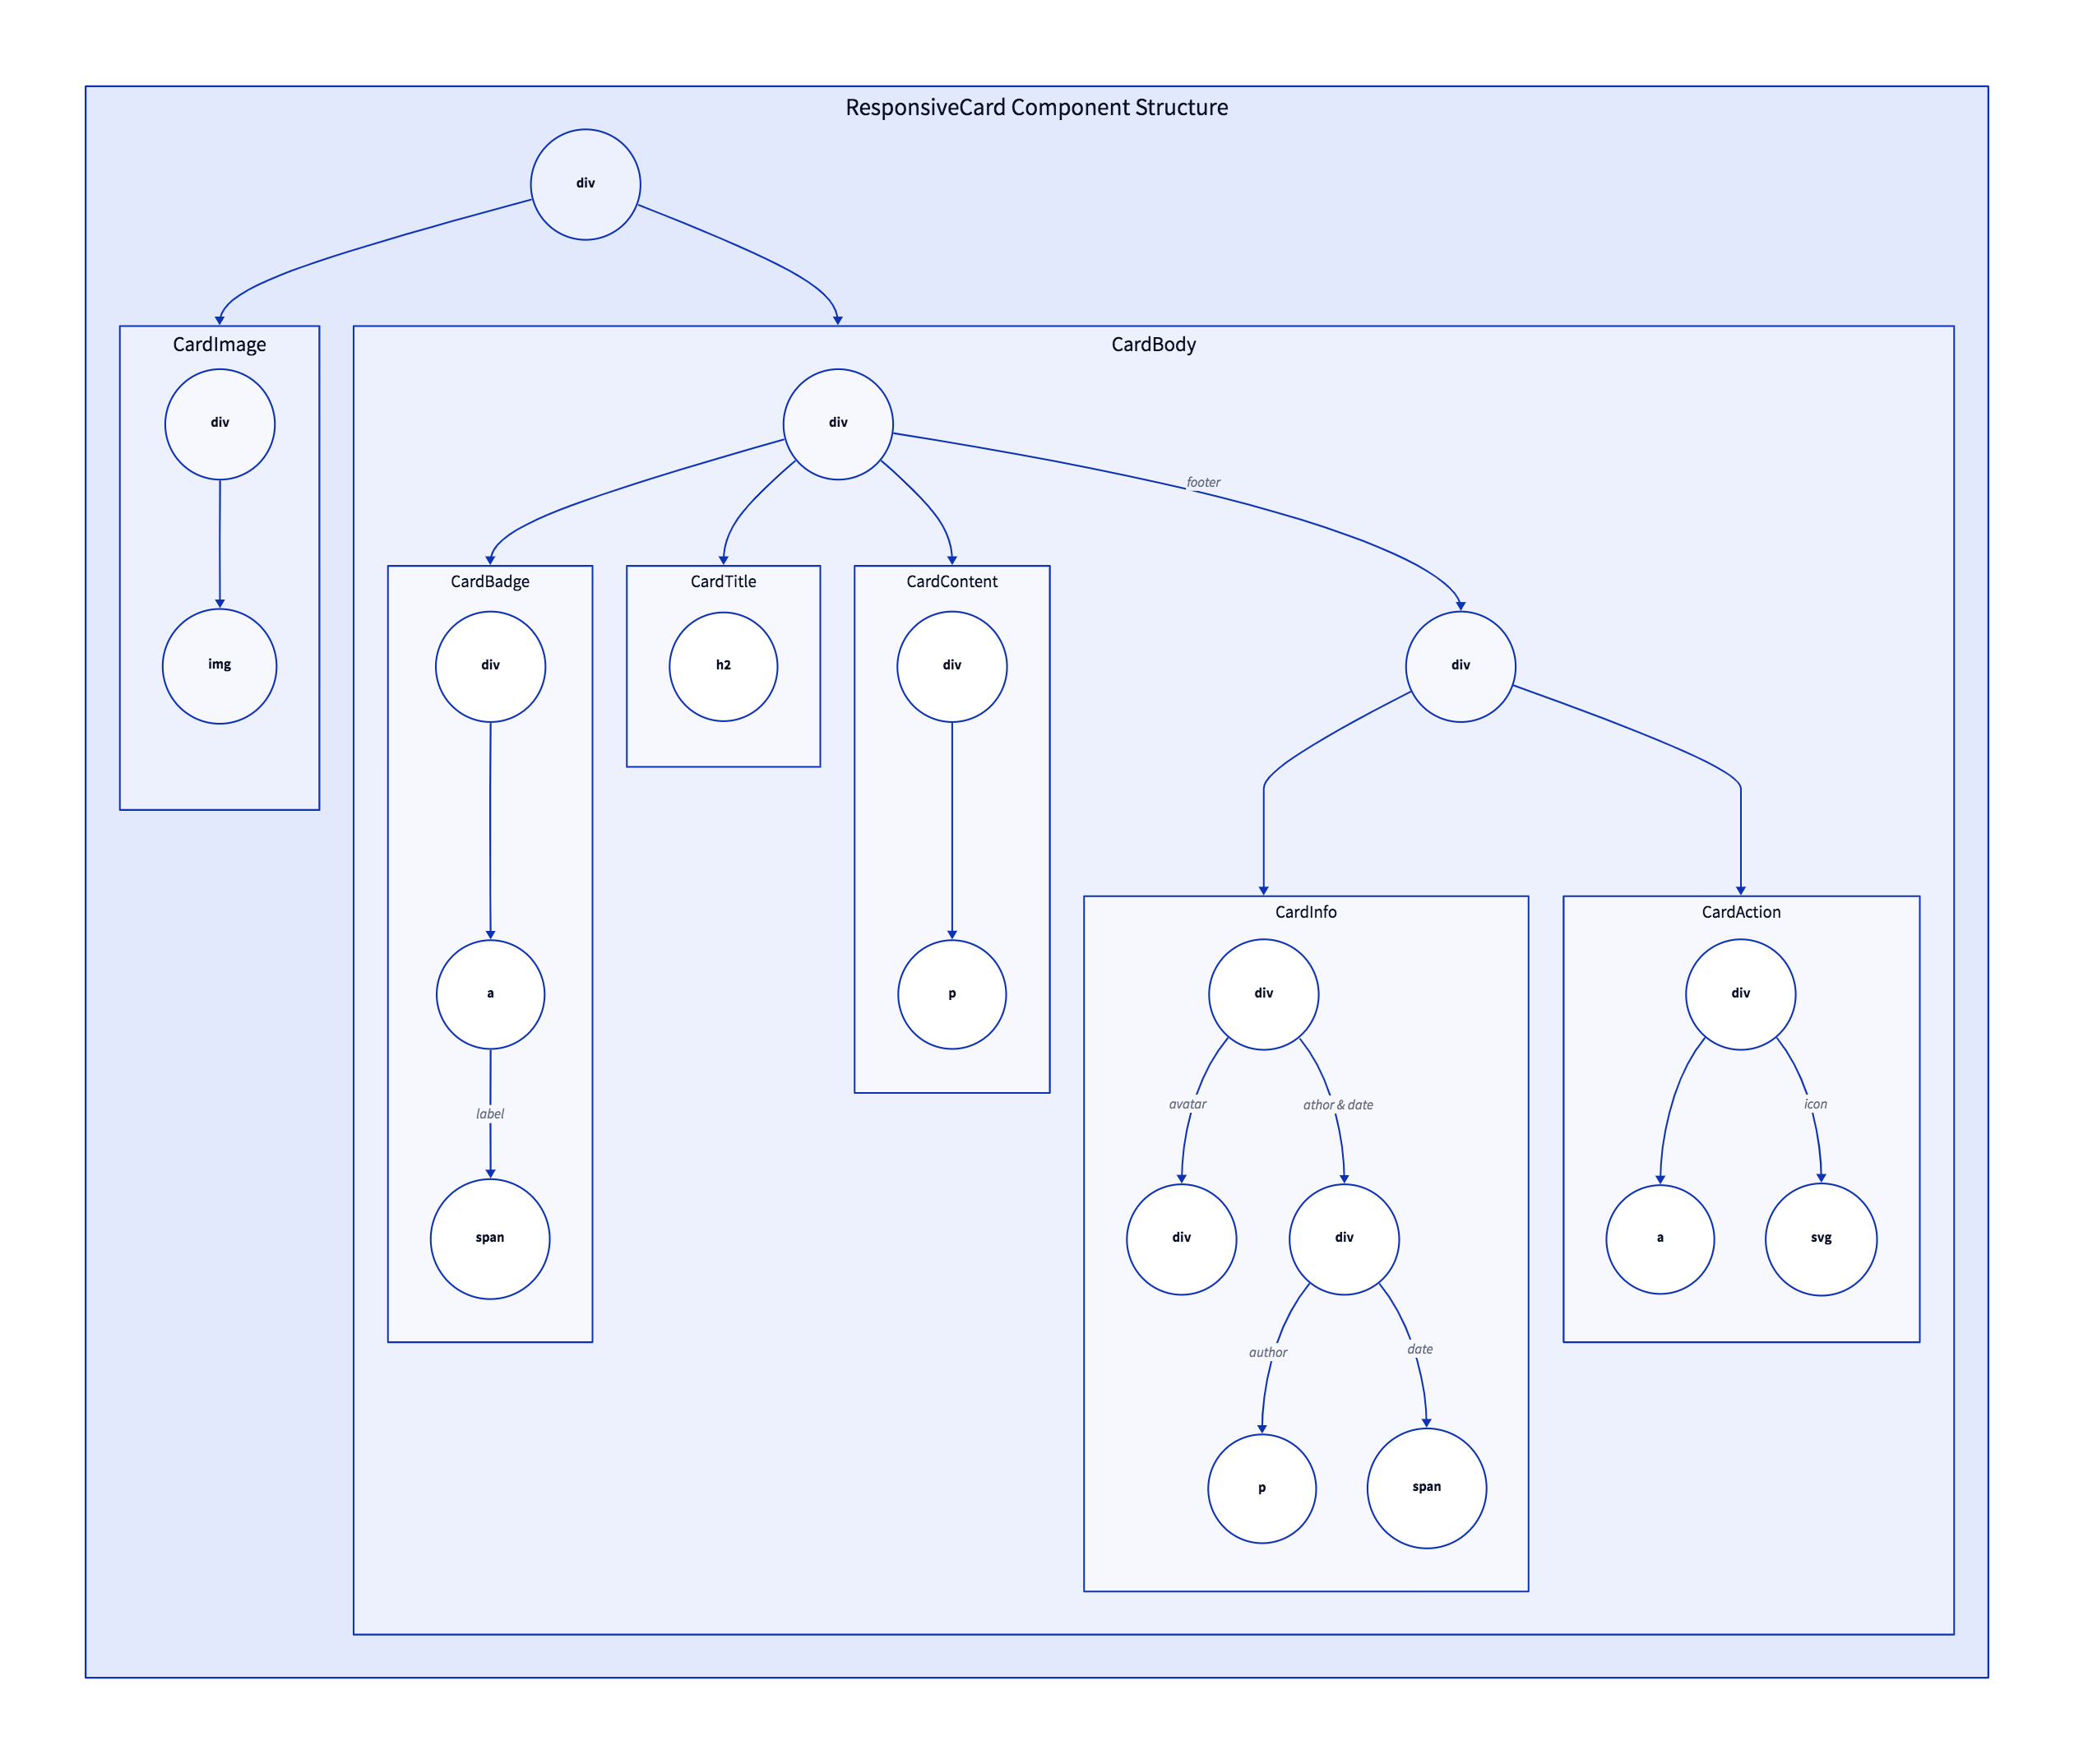 ResponsiveCard Component Structure
div
CardImage
CardBody
div
div
footer
CardBadge
CardTitle
CardContent
img
div
h2
div
div
CardInfo
CardAction
a
p
div
div
label
avatar
athor & date
icon
span
div
div
a
svg
author
date
p
span